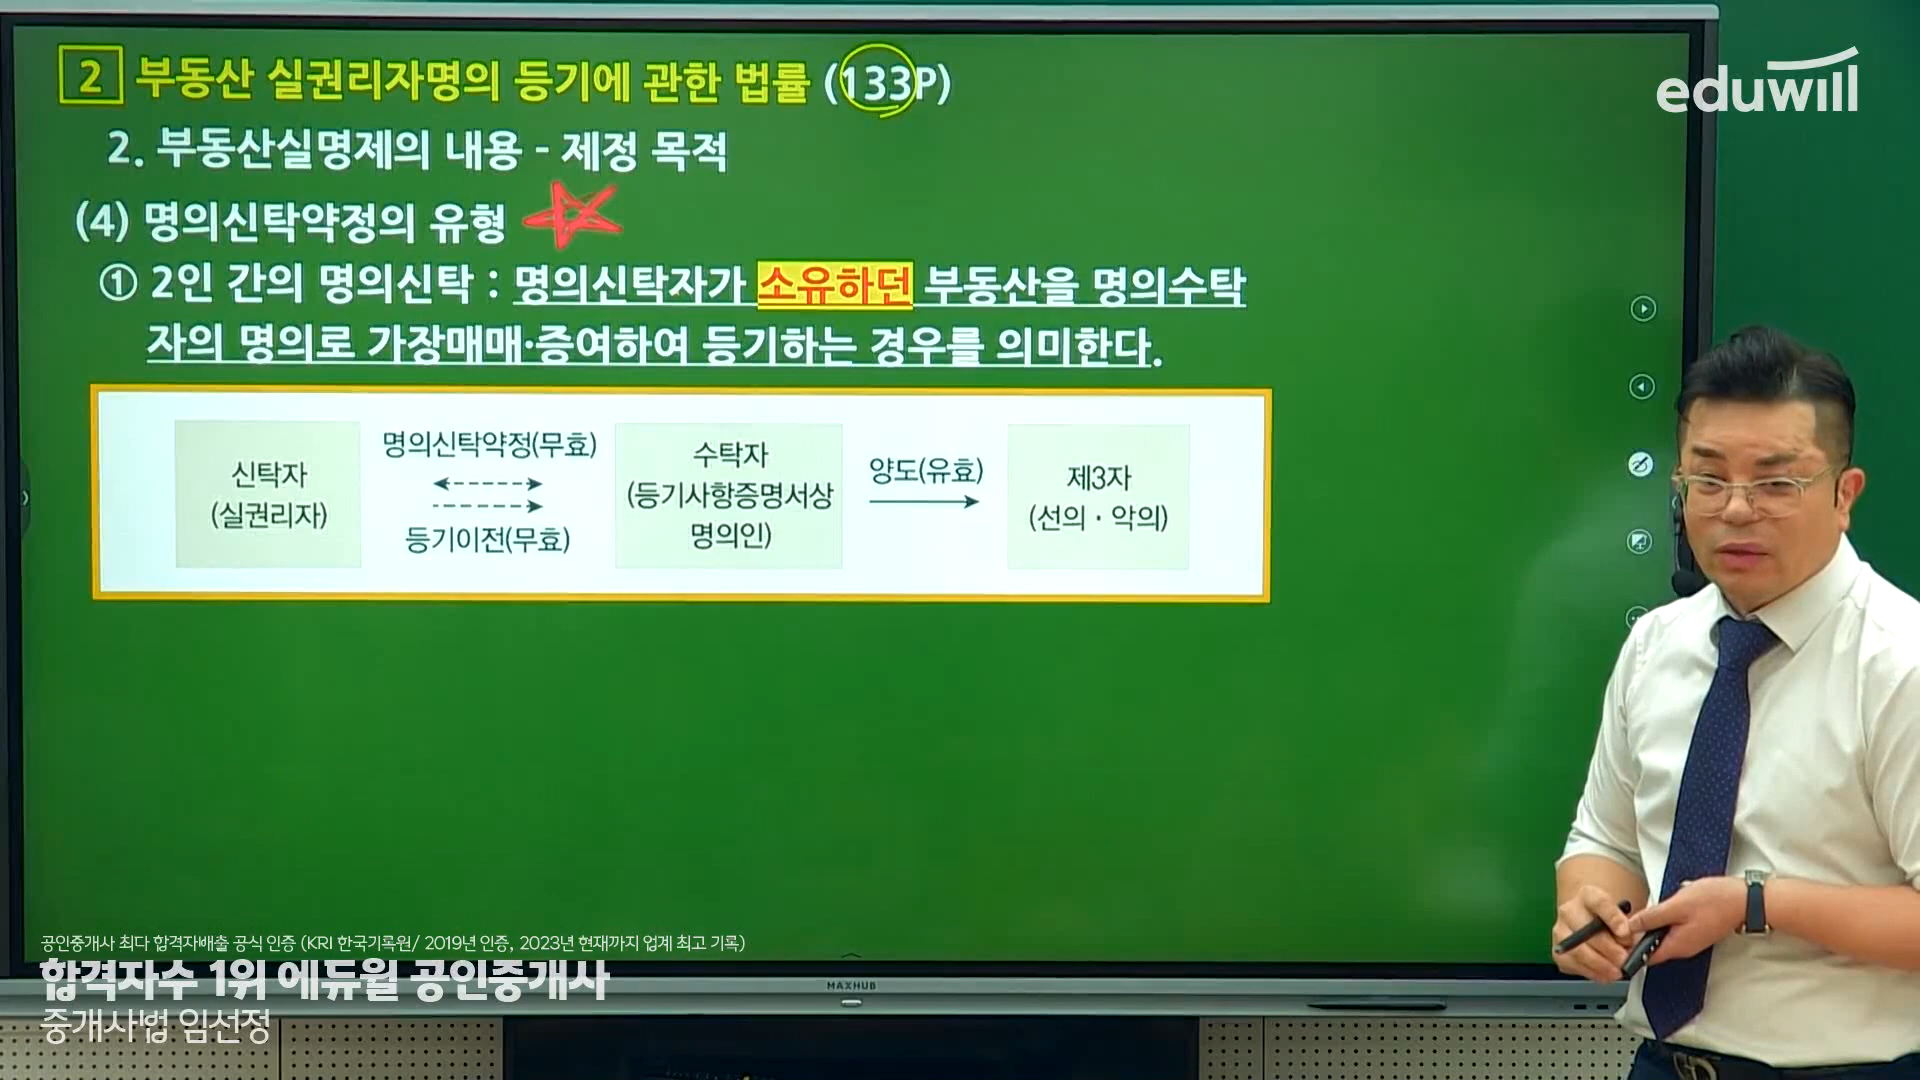 2 부동산 실권리자명의 등기에 관한 법률 (133P)
eduwill
2. 부동산실명제의 내용 - 제정 목적
(4) 명의신탁약정의 유형
① 2인 간의 명의신탁 : 명의신탁자가 소유하던 부동산을 명의수탁
자의 명의로 가장매매·증여하여 등기하는 경우를 의미한다.
신탁자
(실권리자)
명의신탁약정(무효)
등기이전(무효)
수탁자
(등기사항증명서상
명의인)
양도(유효)
제3자
(선의 · 악의)
공인중개사 최다 합격자배출 공식 인증 (KRI 한국기록원/ 2019년 인증, 2023년 현재까지 업계 최고 기록)
합격자수 1위 에듀윌 공인중개사
중개사법 임선정
MAXHUB